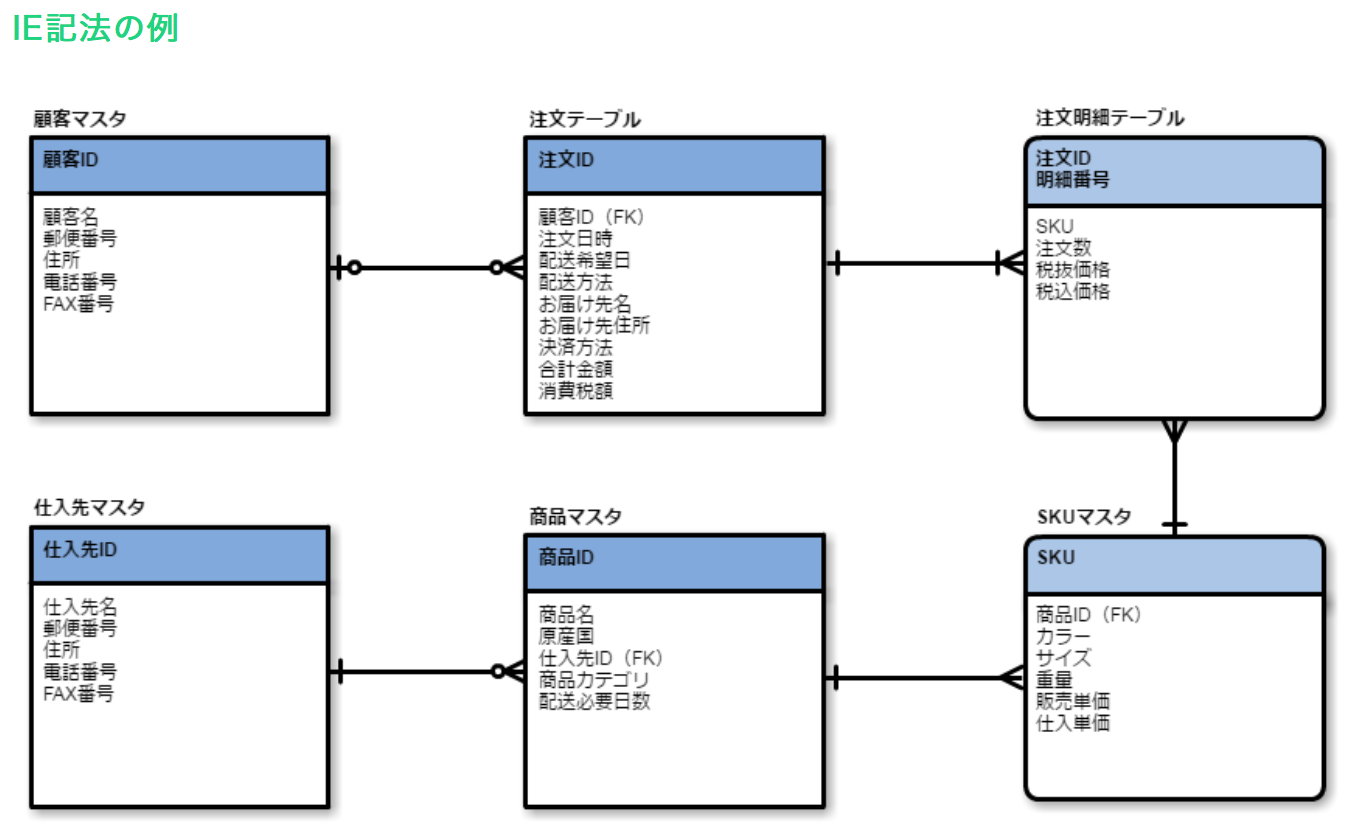 IE記法の例
顧客マスタ
顧客ID
顧客名
郵便番号
住所
電話番号
FAX番号
注文テーブル
注文ID
顧客ID（FK）
注文日時
配送希望日
配送方法
お届け先名
お届け先住所
決済方法
合計金額
消費税額
注文明細テーブル
注文ID
明細番号
SKU
注文数
税抜価格
税込価格
仕入先マスタ
仕入先ID
仕入先名
郵便番号
住所
電話番号
FAX番号
商品マスタ
商品ID
商品名
原産国
仕入先ID（FK）
商品カテゴリ
配送必要日数
SKUマスタ
SKU
商品ID（FK）
カラー
サイズ
重量
販売単価
仕入単価